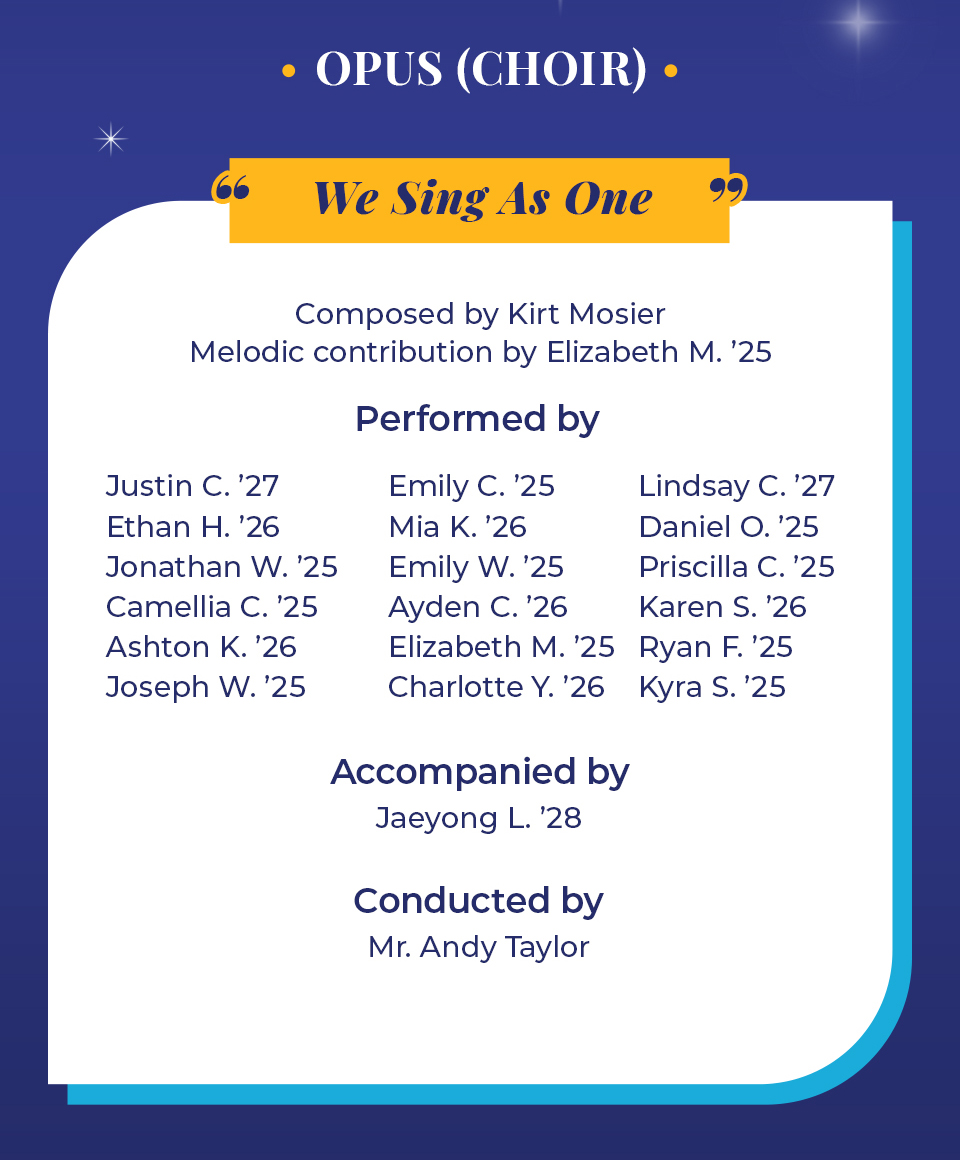 • OPUS (CHOIR) •
“ We Sing As One ”
Composed by Kirt Mosier
Melodic contribution by Elizabeth M. ’25
Performed by
Justin C. ’27
Ethan H. ’26
Jonathan W. ’25
Camellia C. ’25
Ashton K. ’26
Joseph W. ’25
Emily C. ’25
Mia K. ’26
Emily W. ’25
Ayden C. ’26
Elizabeth M. ’25
Charlotte Y. ’26
Lindsay C. ’27
Daniel O. ’25
Priscilla C. ’25
Karen S. ’26
Ryan F. ’25
Kyra S. ’25
Accompanied by
Jaeyong L. ’28
Conducted by
Mr. Andy Taylor